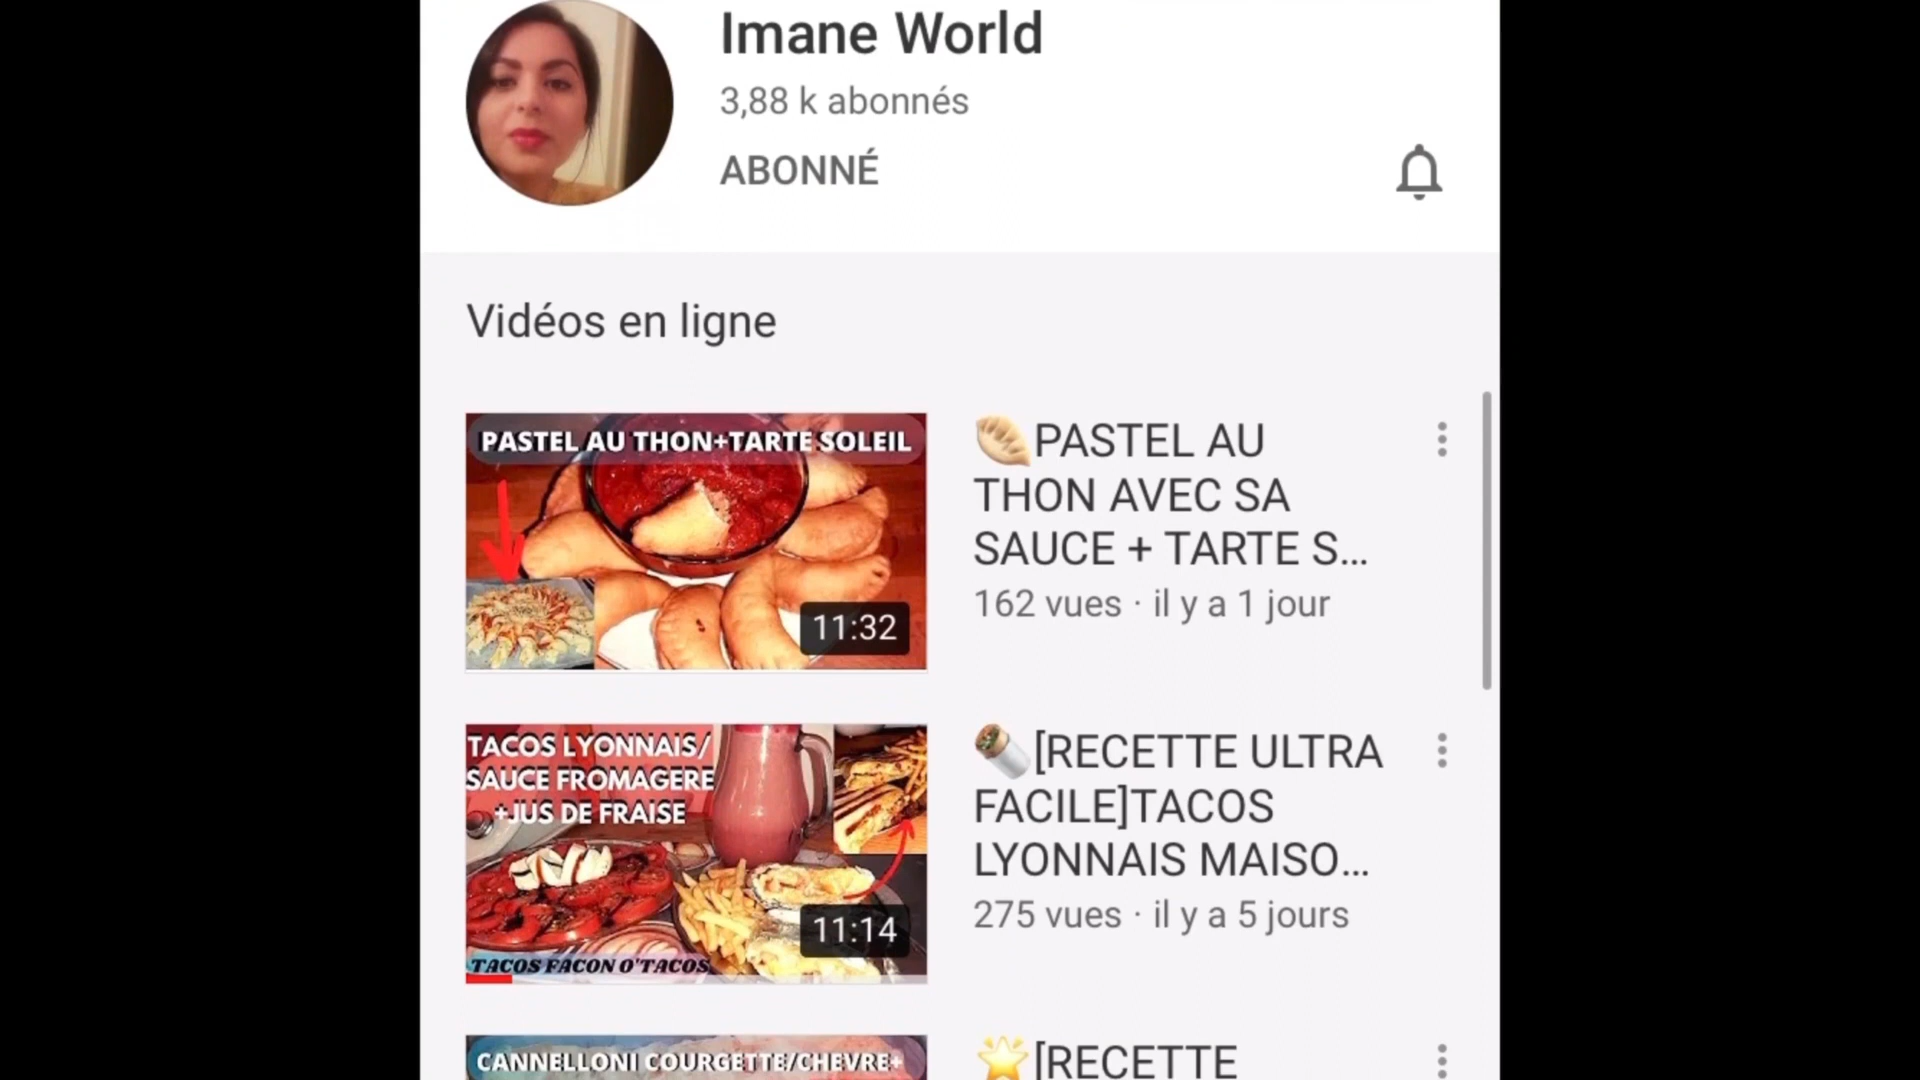 Imane World
3,88 k abonnés
ABONNÉ
Vidéos en ligne
PASTEL AU THON+TARTE SOLEIL
11:32
PASTEL AU
THON AVEC SA
SAUCE + TARTE S...
162 vues · il y a 1 jour
TACOS LYONNAIS/
SAUCE FROMAGERE
+JUS DE FRAISE
TACOS FACON O'TACOS
11:14
[RECETTE ULTRA
FACILE]TACOS
LYONNAIS MAISO...
275 vues · il y a 5 jours
CANNELLONI COURGETTE/CHEVRE+
[RECETTE